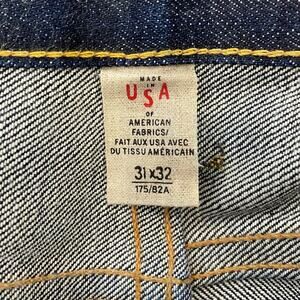 MADE
IN
USA
OF
AMERICAN
FABRICS/
FAIT AUX USA AVEC
DU TISSU AMÉRICAIN
31x32
175/82A